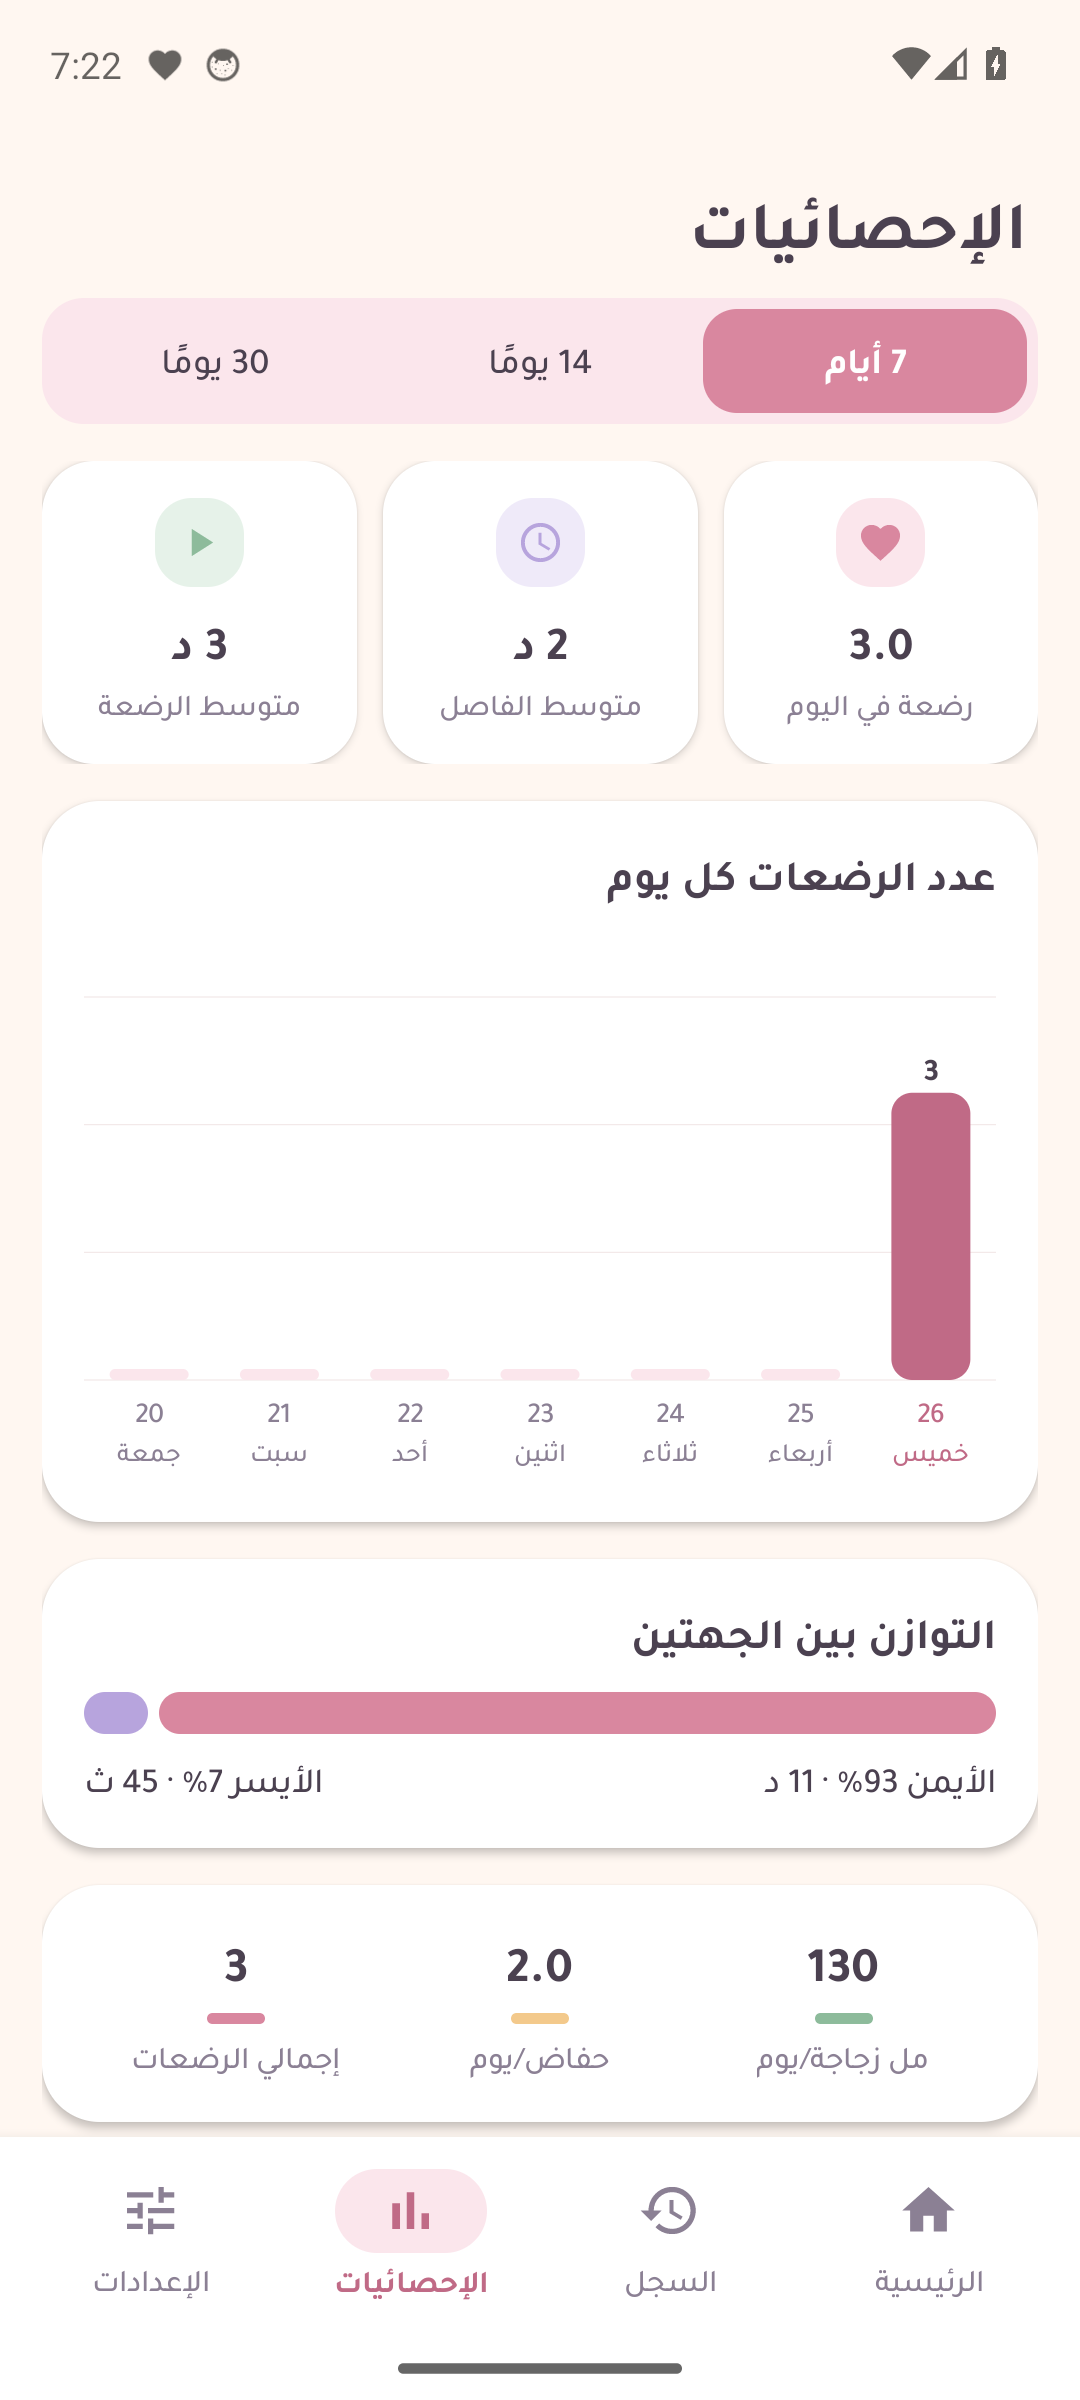 7:22
الإحصائيات
7 أيام
14 يومًا
30 يومًا
3.0
رضعة في اليوم
2 د
متوسط الفاصل
3 د
متوسط الرضعة
عدد الرضعات كل يوم
3
26
خميس
25
أربعاء
24
ثلاثاء
23
اثنين
22
أحد
21
سبت
20
جمعة
التوازن بين الجهتين
الأيمن 93% · 11 د
الأيسر 7% · 45 ث
130
مل زجاجة/يوم
2.0
حفاض/يوم
3
إجمالي الرضعات
الرئيسية
السجل
الإحصائيات
الإعدادات